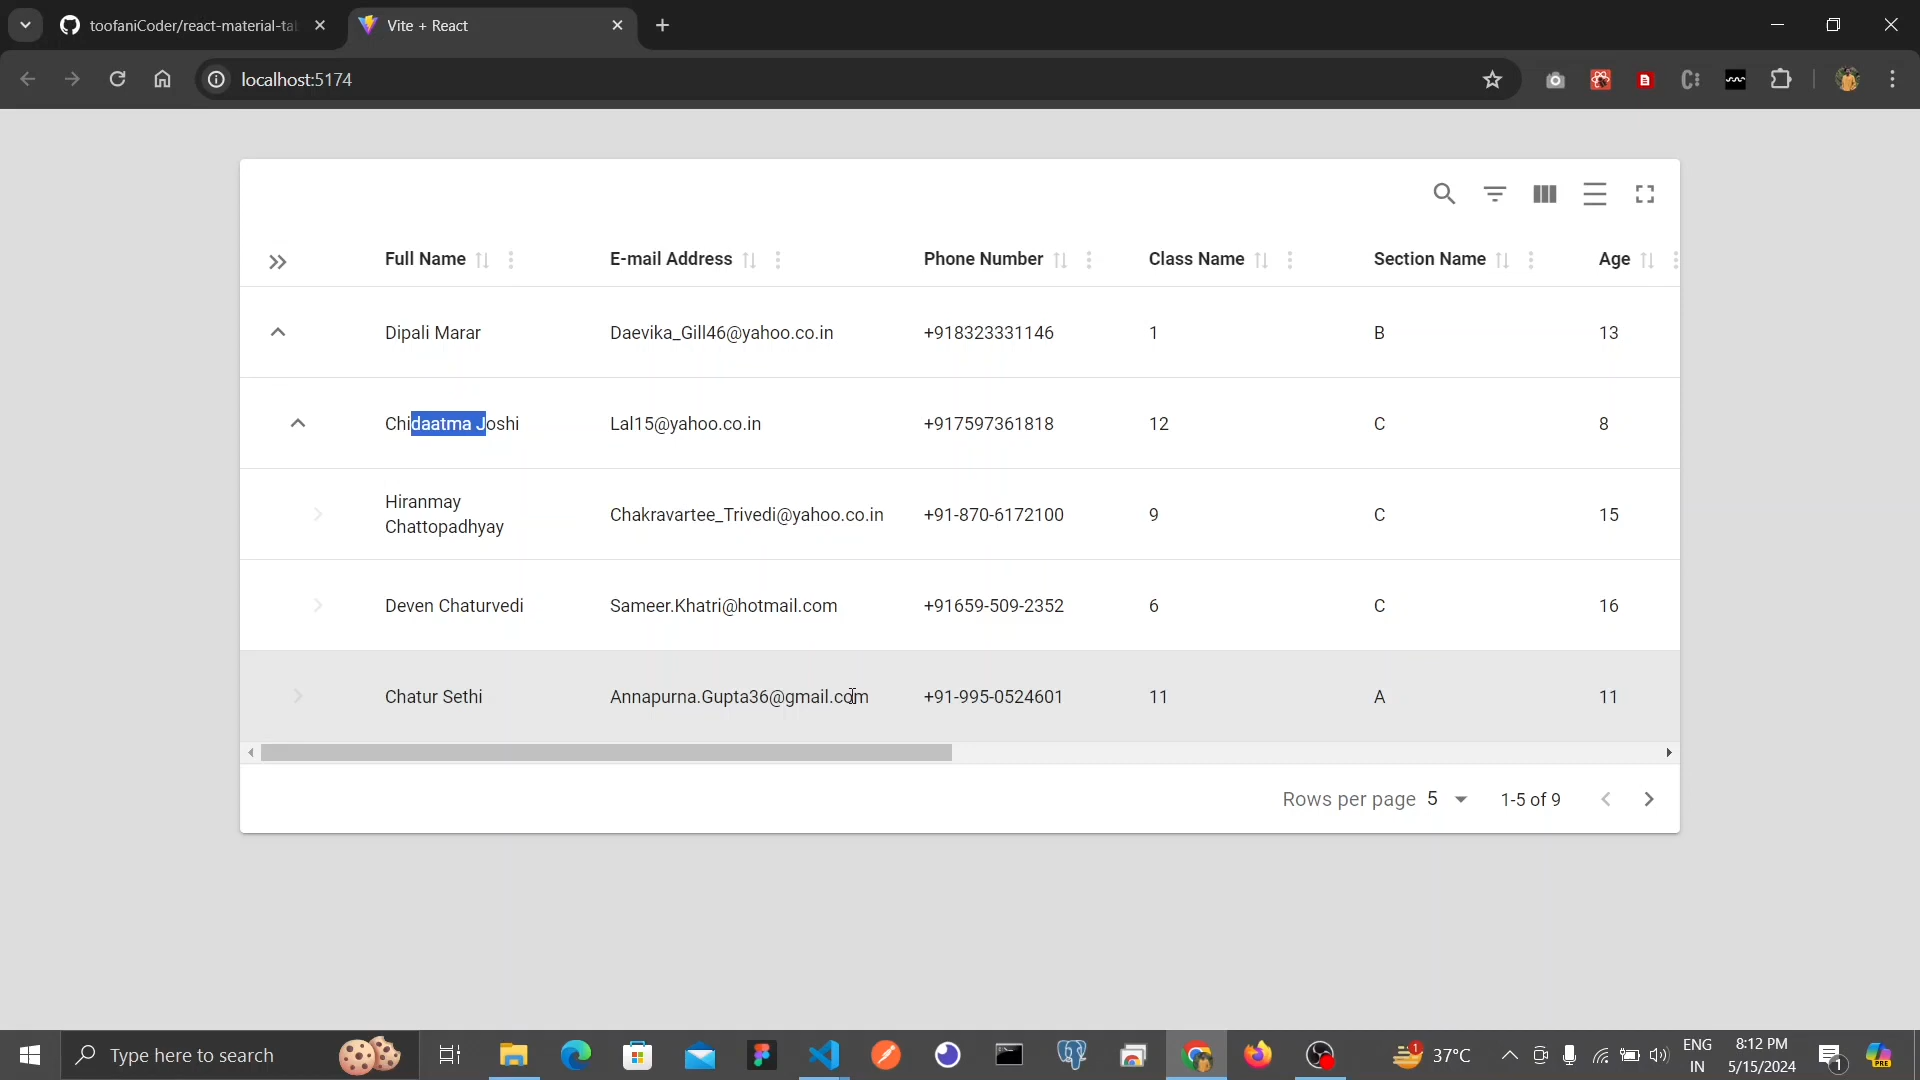 toofaniCoder/react-material-ta
Vite + React
localhost:5174
Full Name
E-mail Address
Phone Number
Class Name
Section Name
Age
Dipali Marar
Daevika_Gill46@yahoo.co.in
+918323331146
1
B
13
Chidaatma Joshi
Lal15@yahoo.co.in
+917597361818
12
C
8
Hiranmay
Chattopadhyay
Chakravartee_Trivedi@yahoo.co.in
+91-870-6172100
9
C
15
Deven Chaturvedi
Sameer.Khatri@hotmail.com
+91659-509-2352
6
C
16
Chatur Sethi
Annapurna.Gupta36@gmail.com
+91-995-0524601
11
A
11
Rows per page 5
1-5 of 9
Type here to search
1
37°C
ENG
IN
8:12 PM
5/15/2024
1
PRE